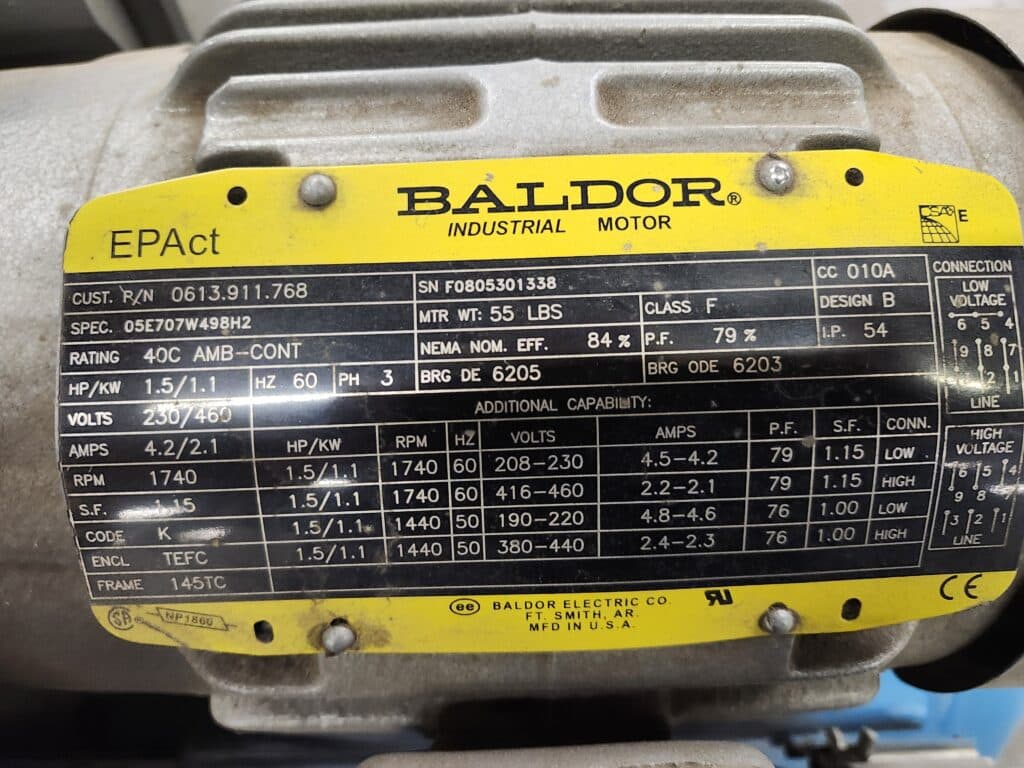 BALDOR®
INDUSTRIAL MOTOR
EPAct
CSA® E
CUST. P/N 0613.911.768
SN F0805301338
CC 010A
SPEC. 05E707W498H2
MTR WT: 55 LBS
CLASS F
DESIGN B
RATING 40C AMB-CONT
NEMA NOM. EFF. 84 %
P.F. 79 %
I.P. 54
HP/KW 1.5/1.1 HZ 60 PH 3
BRG DE 6205
BRG ODE 6203
VOLTS 230/460
ADDITIONAL CAPABILITY:
AMPS 4.2/2.1
RPM 1740
S.F. 1.15
CODE K
ENCL TEFC
FRAME 145TC
HP/KW RPM HZ VOLTS AMPS P.F. S.F. CONN.
1.5/1.1 1740 60 208-230 4.5-4.2 79 1.15 LOW
1.5/1.1 1740 60 416-460 2.2-2.1 79 1.15 HIGH
1.5/1.1 1440 50 190-220 4.8-4.6 76 1.00 LOW
1.5/1.1 1440 50 380-440 2.4-2.3 76 1.00 HIGH
CONNECTION
LOW
VOLTAGE
6 5 4
9 8 7
2 1
LINE
HIGH
VOLTAGE
6 5 4
9 8
3 2 1
LINE
SA® NP1860
ee BALDOR ELECTRIC CO.
FT. SMITH, AR.
MFD IN U.S.A.
CE